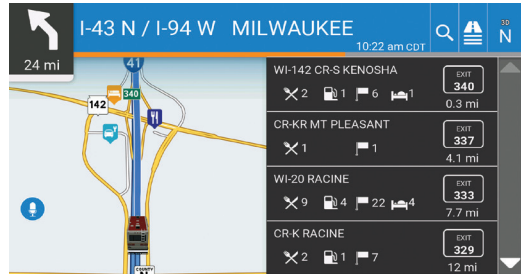 I-43 N / I-94 W MILWAUKEE
10:22 am CDT
3D
N
24 mi
41
340
142
COUNTY
N
WI-142 CR-S KENOSHA
2 1 6 1
EXIT
340
0.3 mi
CR-KR MT PLEASANT
1 1
EXIT
337
4.1 mi
WI-20 RACINE
9 4 22 4
EXIT
333
7.7 mi
CR-K RACINE
2 1 7
EXIT
329
12 mi